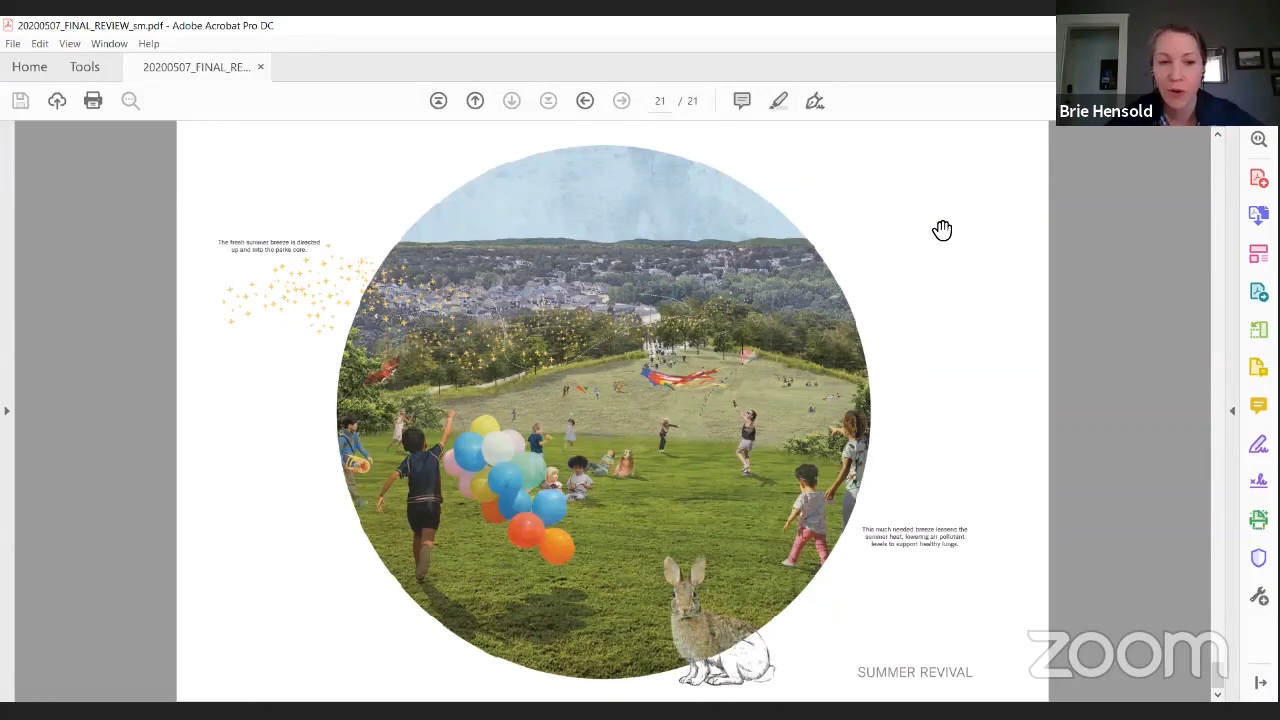 20200507_FINAL_REVIEW_sm.pdf - Adobe Acrobat Pro DC
File Edit View Window Help
Home Tools 20200507_FINAL_RE... ×
21 / 21
Brie Hensold
The fresh summer breeze is directed
up and into the parks core.
This much needed breeze lessens the
summer heat, lowering air pollutant
levels to support healthy lungs.
SUMMER REVIVAL
zoom